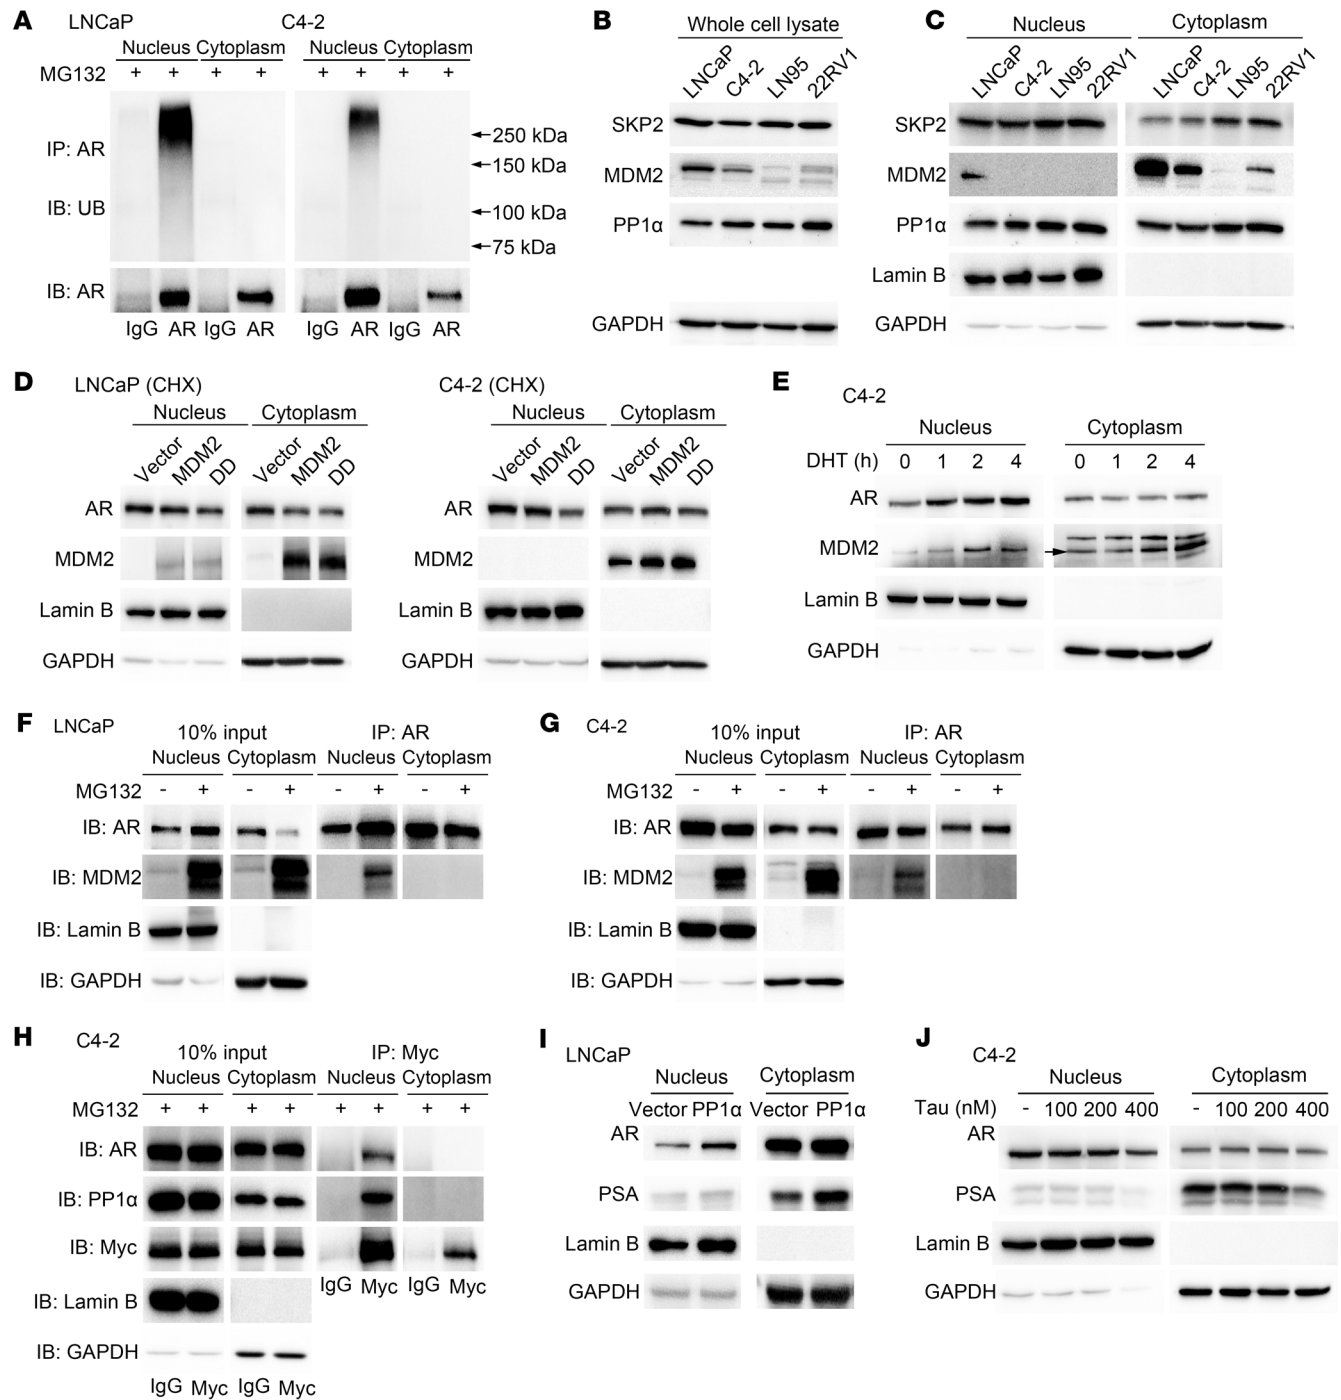 A
LNCaP
C4-2
Nucleus Cytoplasm
Nucleus Cytoplasm
MG132 + + + + + + + +
IP: AR
IB: UB
250 kDa
150 kDa
100 kDa
75 kDa
IB: AR
IgG AR IgG AR IgG AR IgG AR
B
Whole cell lysate
LNCaP C4-2 LN95 22RV1
SKP2
MDM2
PP1α
GAPDH
C
Nucleus Cytoplasm
LNCaP C4-2 LN95 22RV1 LNCaP C4-2 LN95 22RV1
SKP2
MDM2
PP1α
Lamin B
GAPDH
D
LNCaP (CHX)
Nucleus Cytoplasm
Vector MDM2 DD Vector MDM2 DD
AR
MDM2
Lamin B
GAPDH
C4-2 (CHX)
Nucleus Cytoplasm
Vector MDM2 DD Vector MDM2 DD
AR
MDM2
Lamin B
GAPDH
E
C4-2
Nucleus Cytoplasm
DHT (h) 0 1 2 4 0 1 2 4
AR
MDM2
Lamin B
GAPDH
F
LNCaP
10% input IP: AR
Nucleus Cytoplasm Nucleus Cytoplasm
MG132 - + - + - + - +
IB: AR
IB: MDM2
IB: Lamin B
IB: GAPDH
G
C4-2
10% input IP: AR
Nucleus Cytoplasm Nucleus Cytoplasm
MG132 - + - + - + - +
IB: AR
IB: MDM2
IB: Lamin B
IB: GAPDH
H
C4-2
10% input IP: Myc
Nucleus Cytoplasm Nucleus Cytoplasm
MG132 + + + + + + + +
IB: AR
IB: PP1α
IB: Myc
IgG Myc IgG Myc
IB: Lamin B
IB: GAPDH
IgG Myc IgG Myc
I
LNCaP
Nucleus Cytoplasm
Vector PP1α Vector PP1α
AR
PSA
Lamin B
GAPDH
J
C4-2
Nucleus Cytoplasm
Tau (nM) - 100 200 400 - 100 200 400
AR
PSA
Lamin B
GAPDH